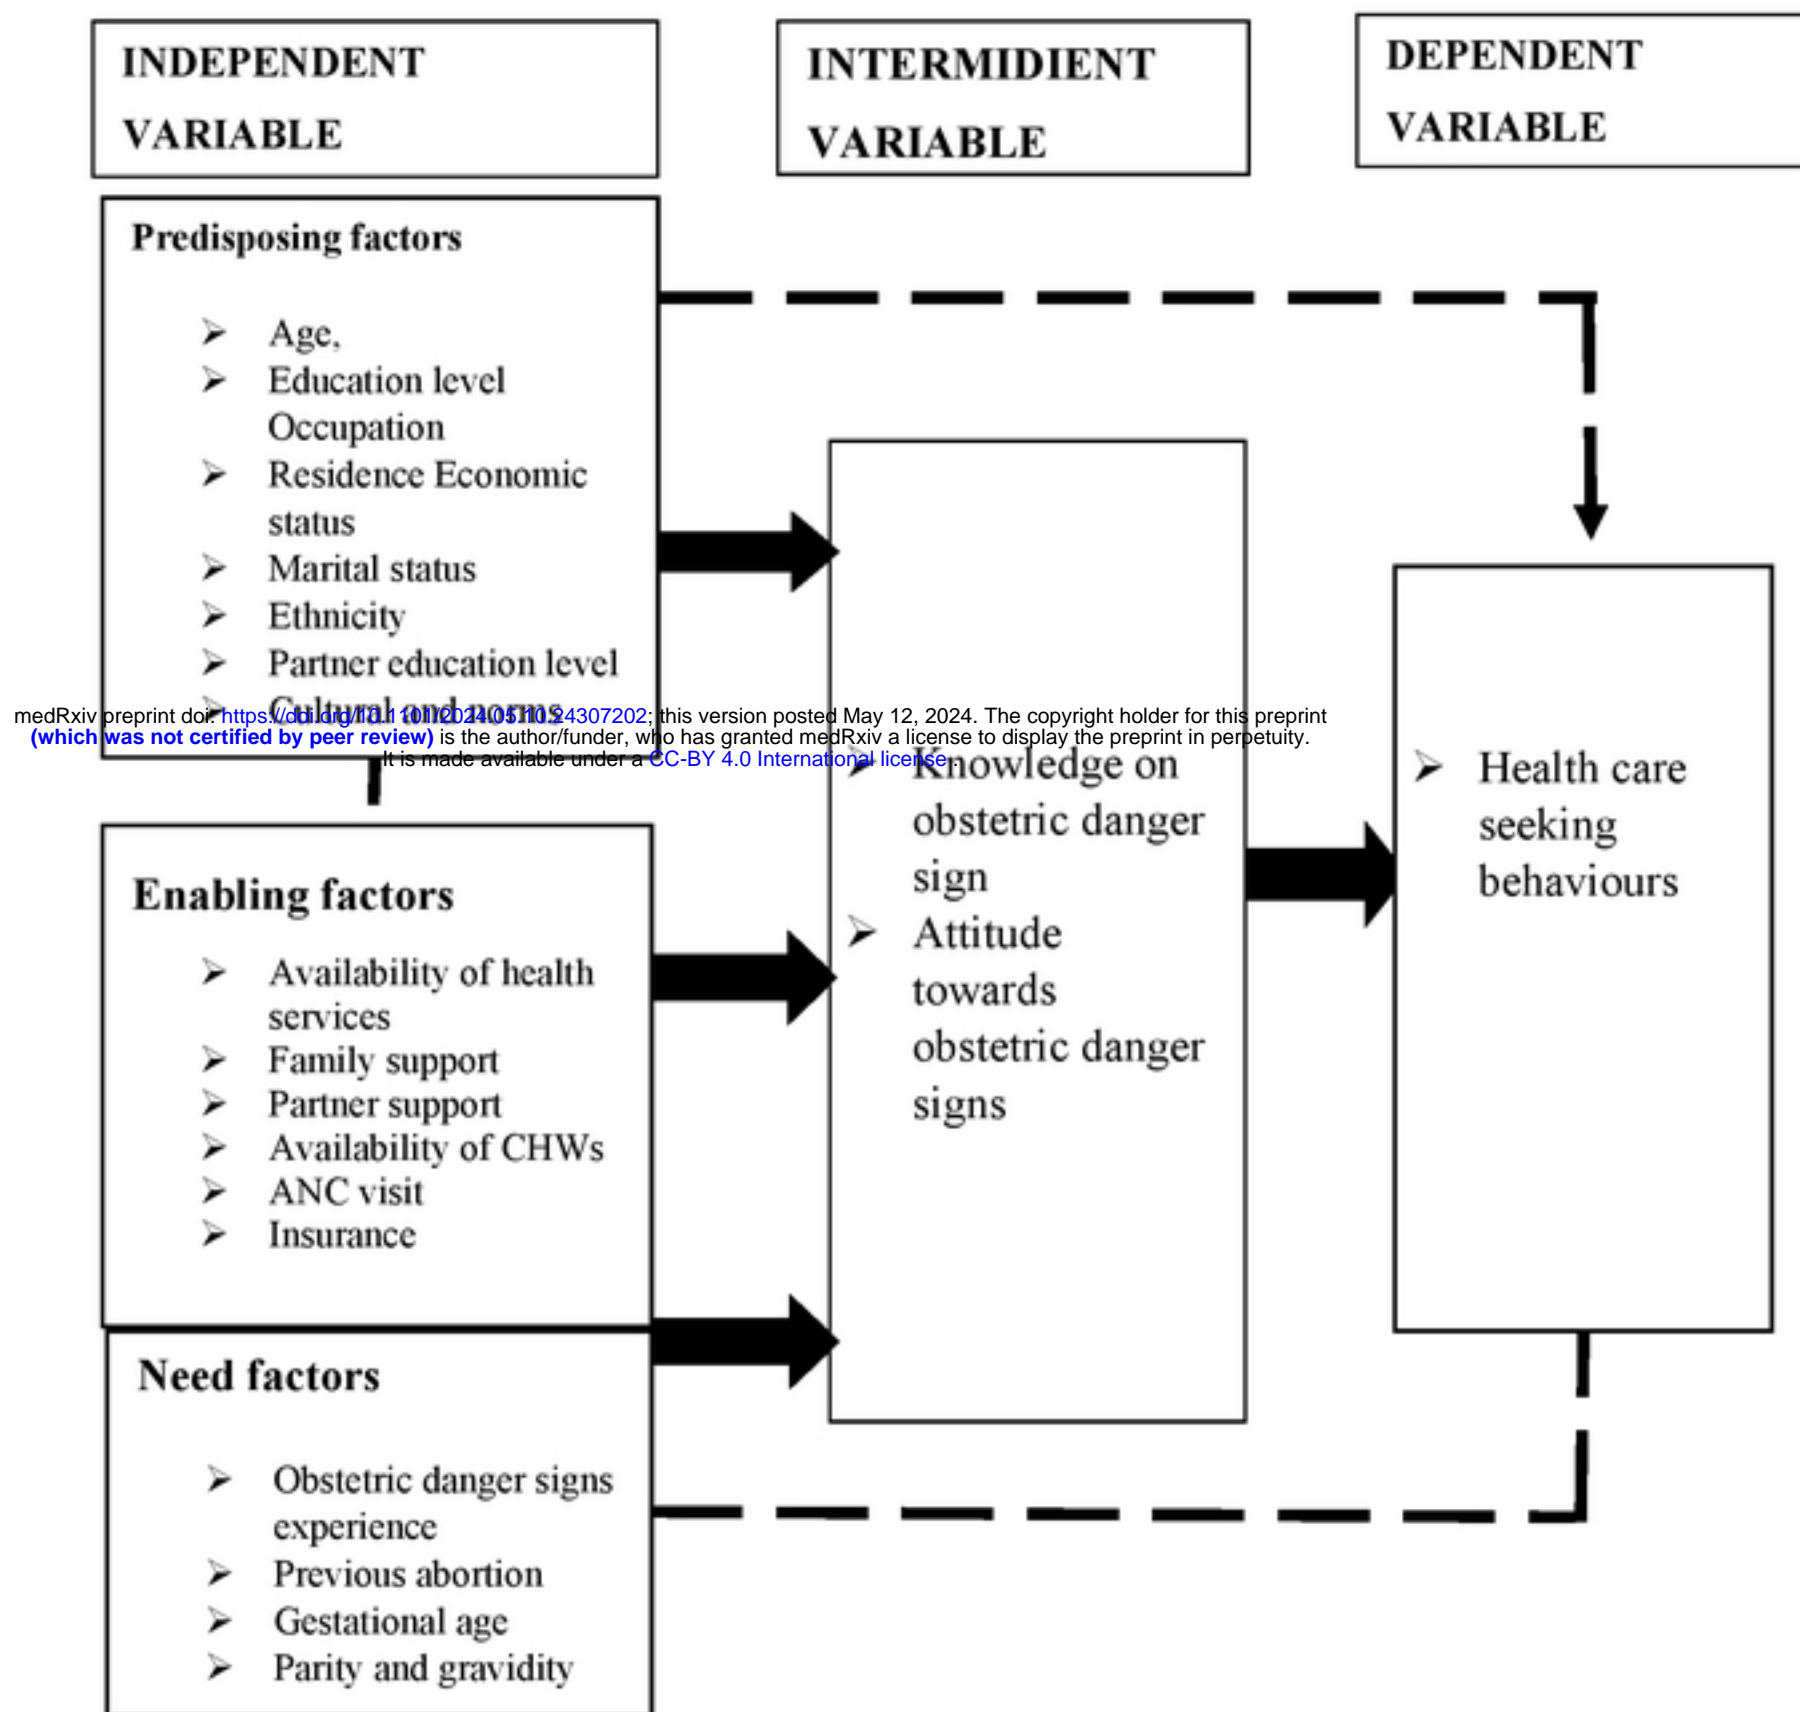 INDEPENDENT
VARIABLE
INTERMIDIENT
VARIABLE
DEPENDENT
VARIABLE
Predisposing factors
➢ Age,
➢ Education level
Occupation
➢ Residence Economic
status
➢ Marital status
➢ Ethnicity
➢ Partner education level
➢ Cultural and norms
medRxiv preprint doi: https://doi.org/10.1101/2024.05.10.24307202; this version posted May 12, 2024. The copyright holder for this preprint
(which was not certified by peer review) is the author/funder, who has granted medRxiv a license to display the preprint in perpetuity.
It is made available under a CC-BY 4.0 International license .
Enabling factors
➢ Availability of health
services
➢ Family support
➢ Partner support
➢ Availability of CHWs
➢ ANC visit
➢ Insurance
Need factors
➢ Obstetric danger signs
experience
➢ Previous abortion
➢ Gestational age
➢ Parity and gravidity
➢ Knowledge on
obstetric danger
sign
➢ Attitude
towards
obstetric danger
signs
➢ Health care
seeking
behaviours